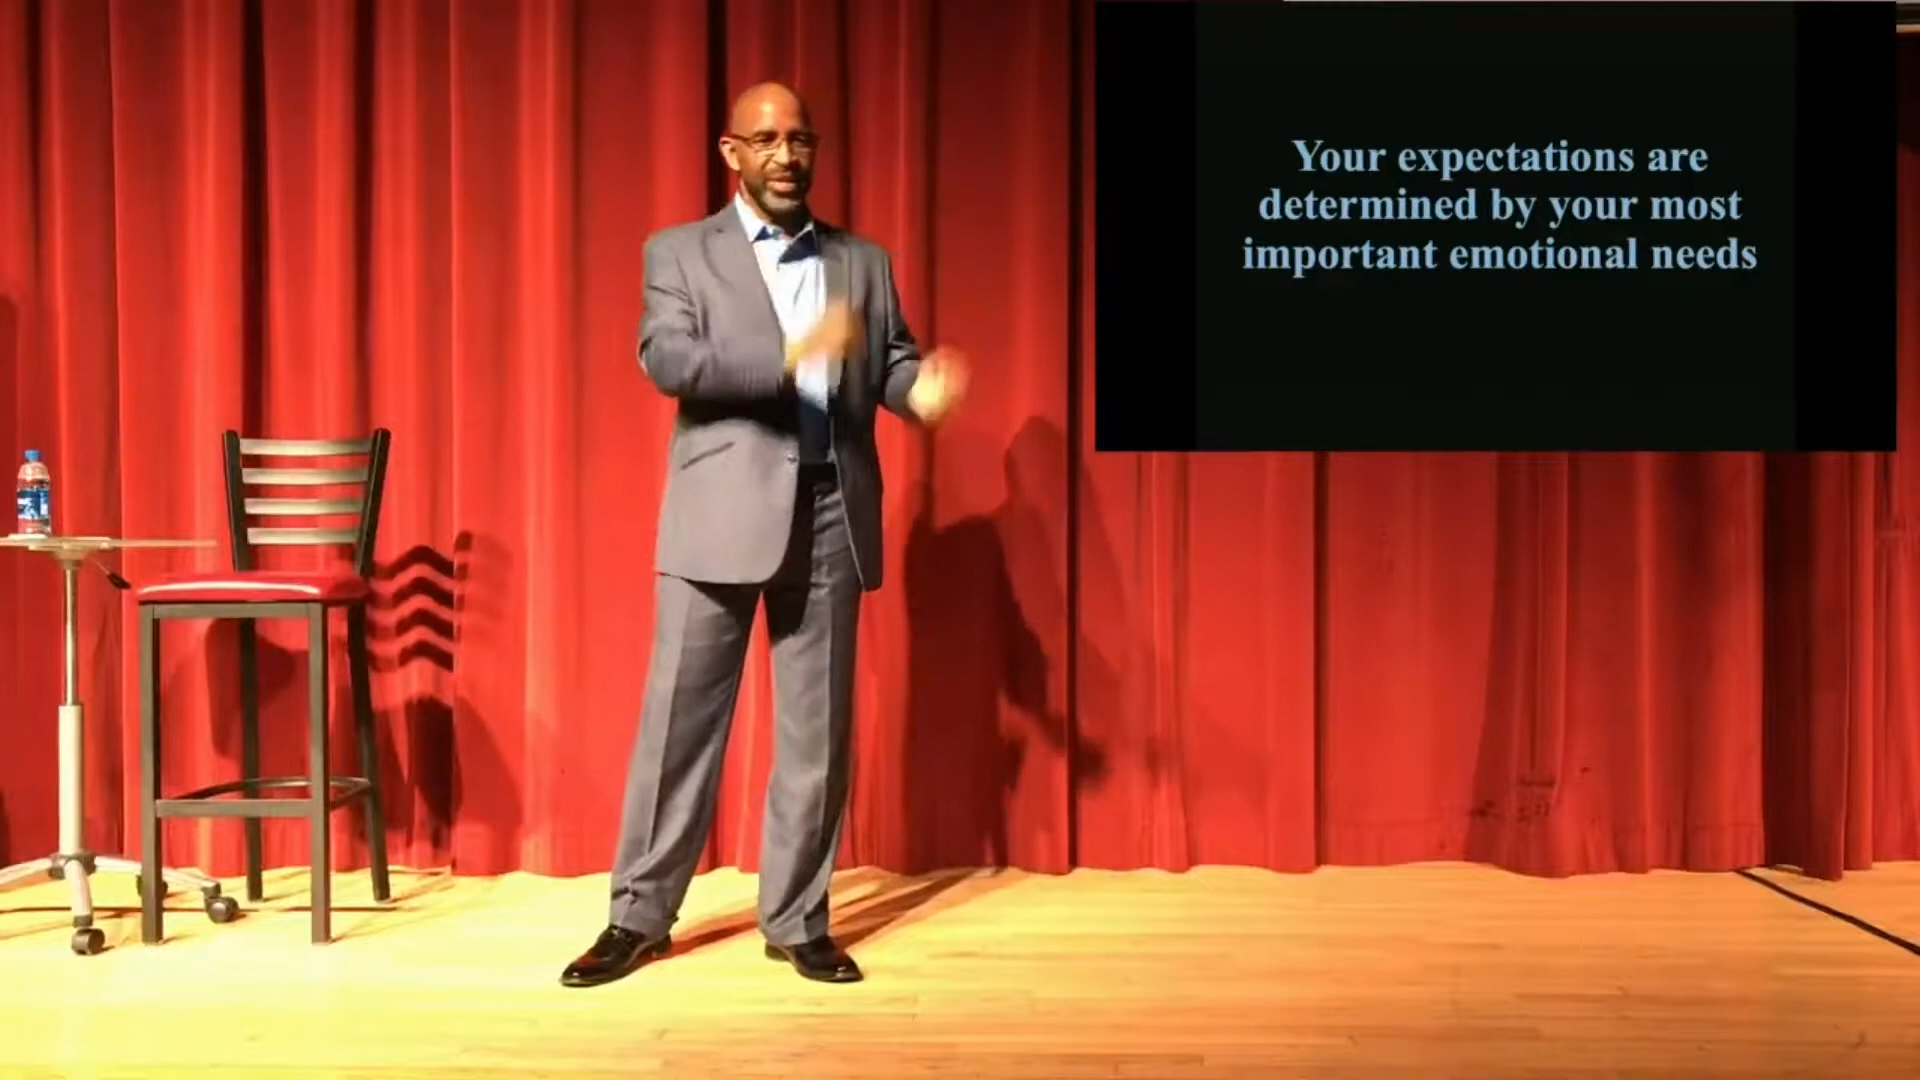 Your expectations are
determined by your most
important emotional needs